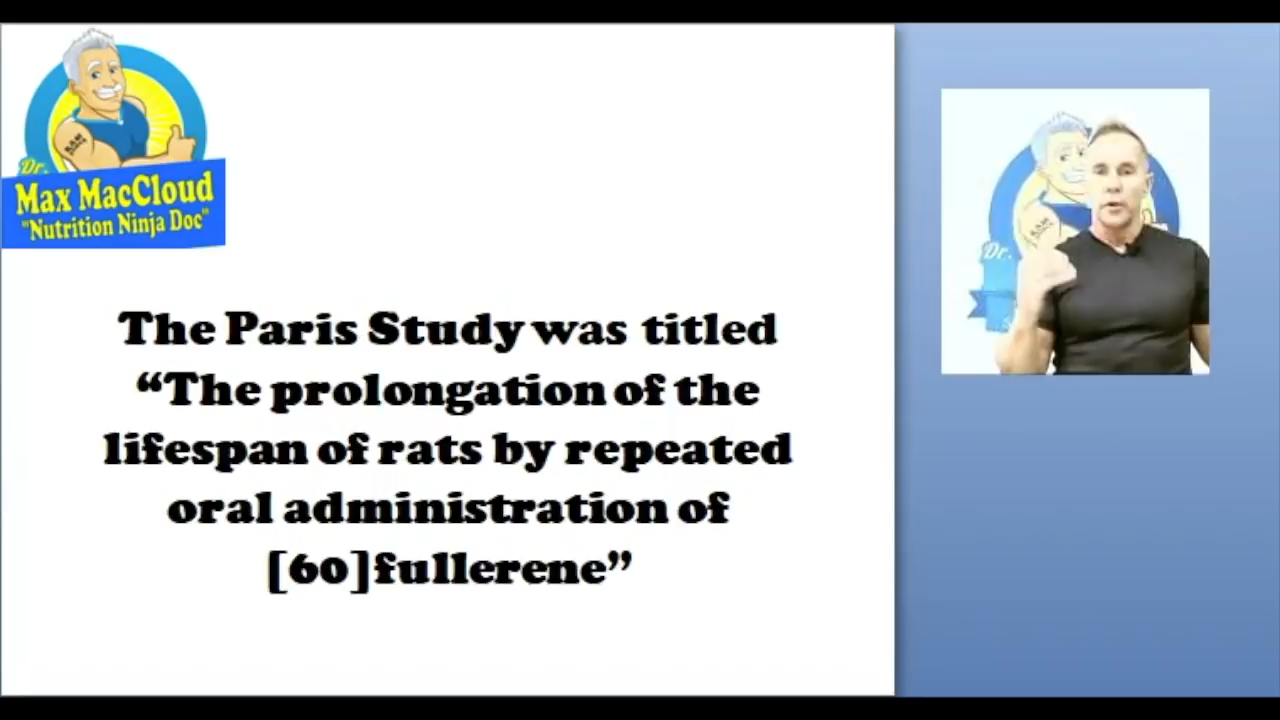 Dr.
Max MacCloud
"Nutrition Ninja Doc"
The Paris Study was titled
“The prolongation of the
lifespan of rats by repeated
oral administration of
[60]fullerene”
Dr.